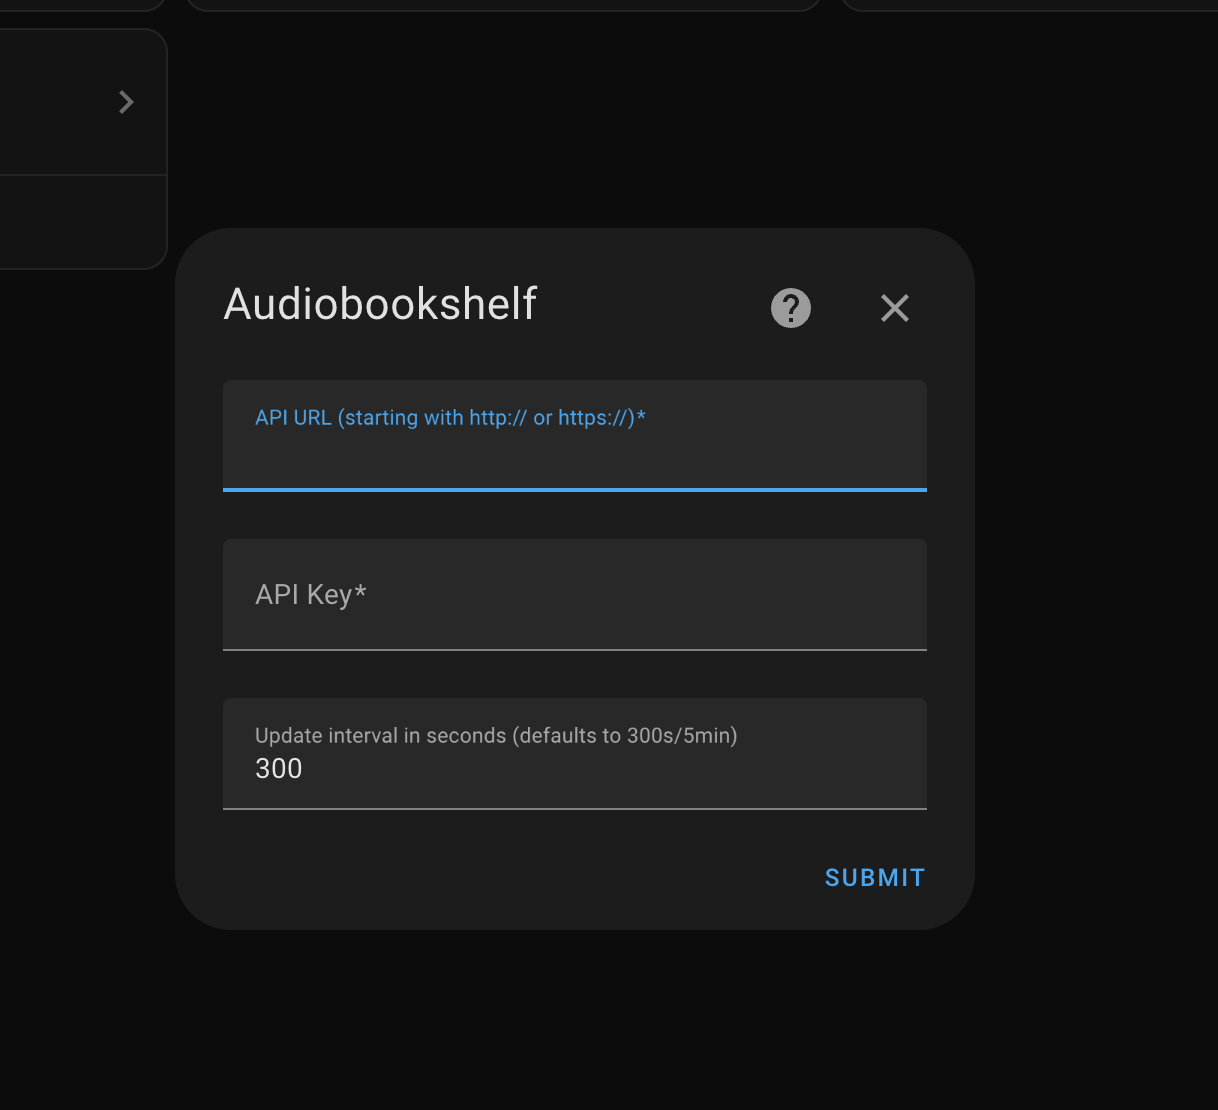 Audiobookshelf
API URL (starting with http:// or https://)*
API Key*
Update interval in seconds (defaults to 300s/5min)
300
SUBMIT